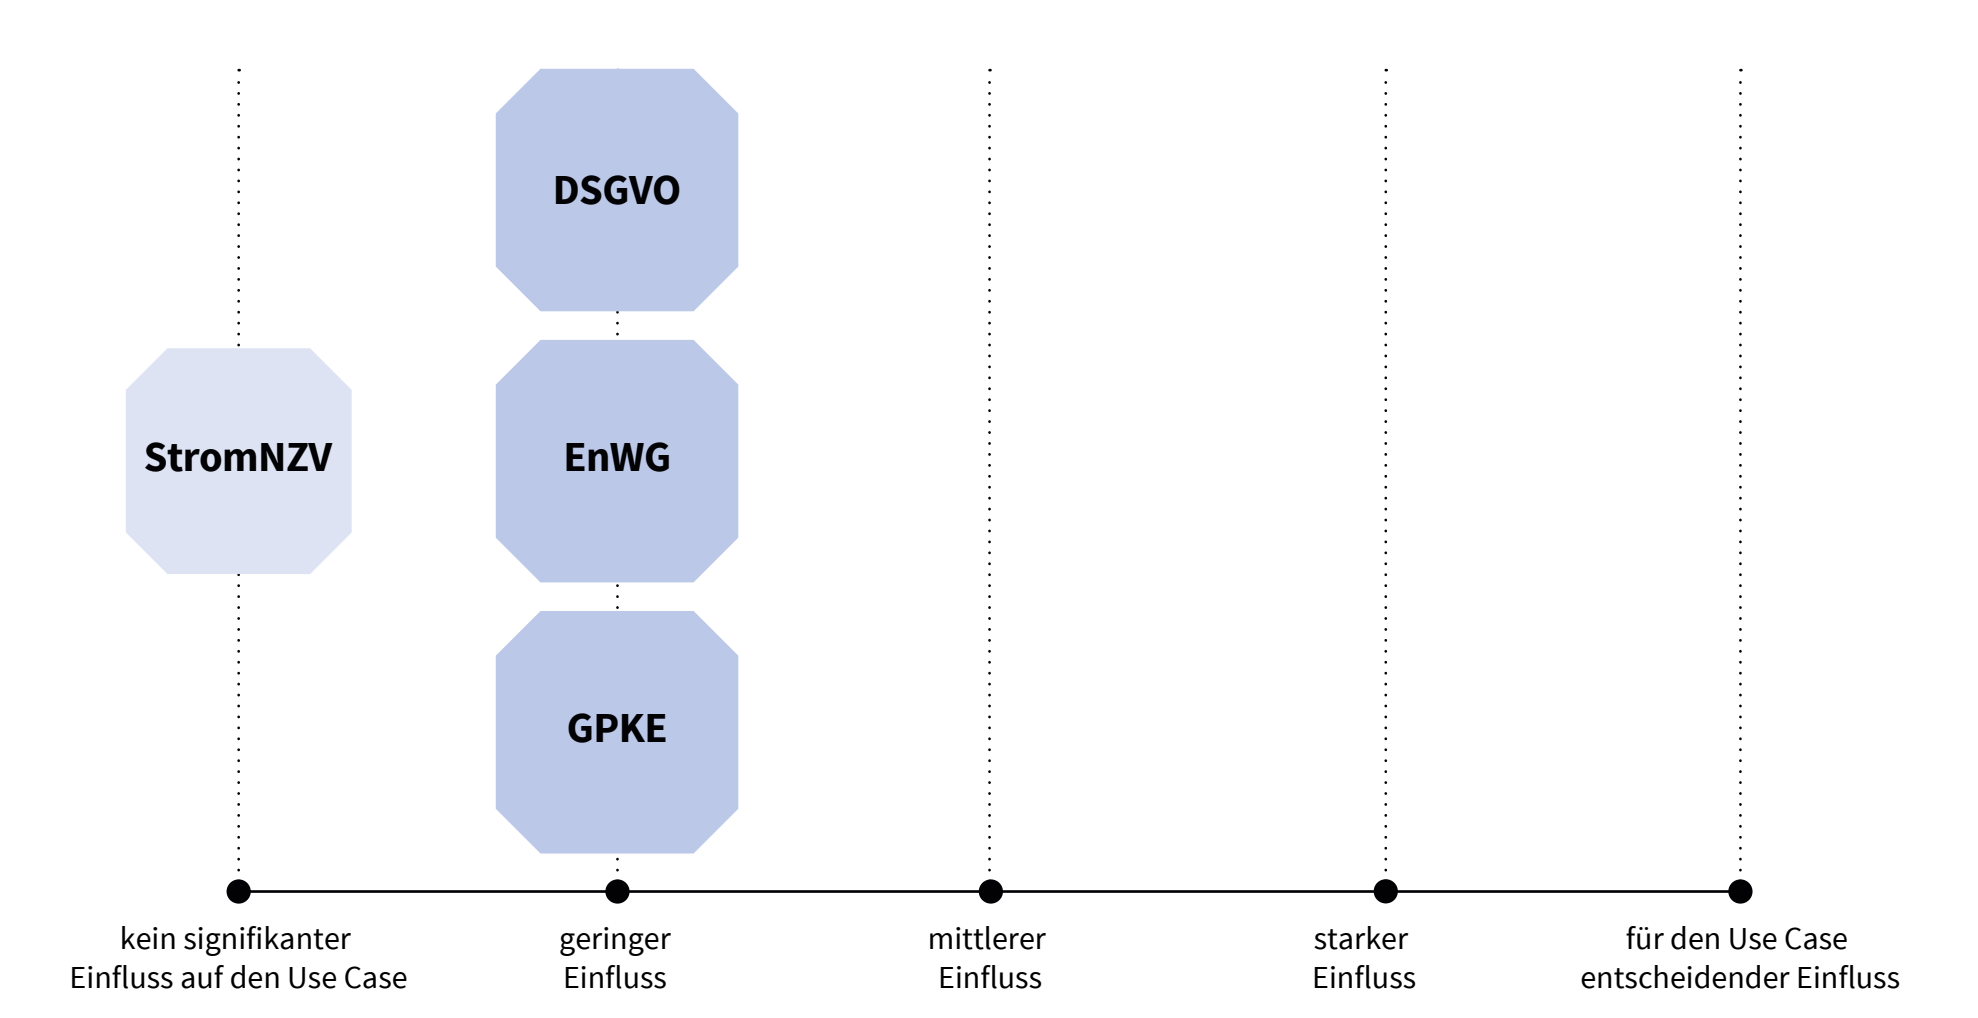 DSGVO
StromNZV
EnWG
GPKE
kein signifikanter
Einfluss auf den Use Case
geringer
Einfluss
mittlerer
Einfluss
starker
Einfluss
für den Use Case
entscheidender Einfluss